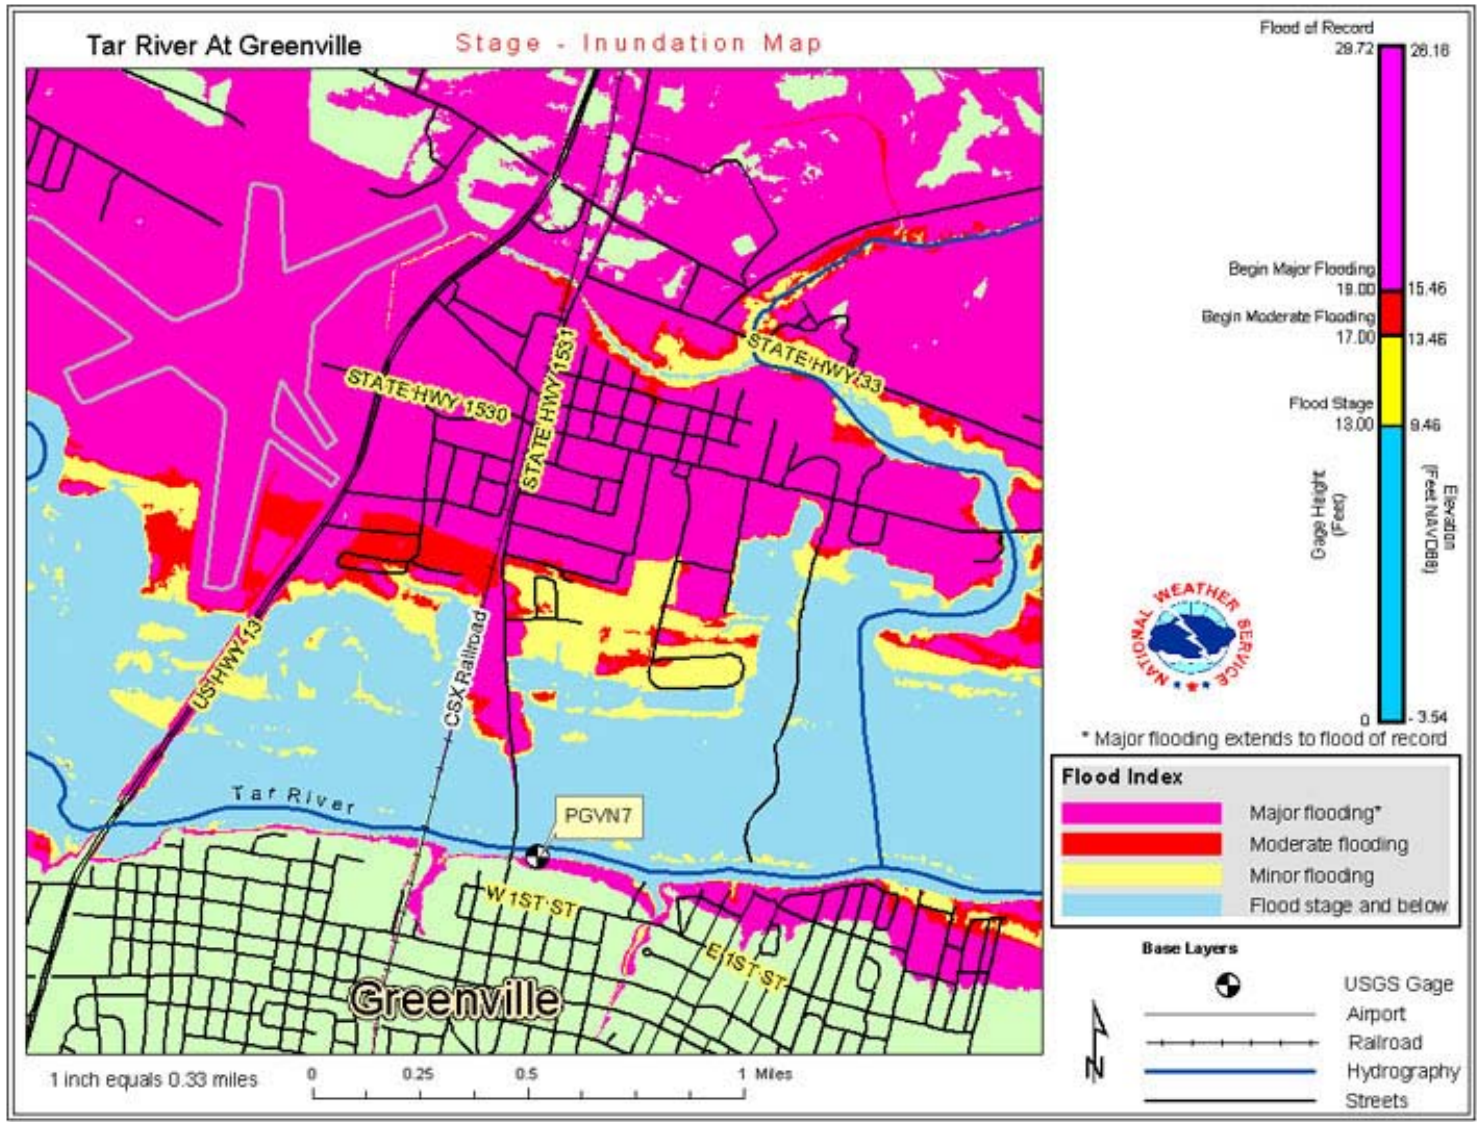 Tar River At Greenville
Stage - Inundation Map
Flood of Record
29.72
26.18
Begin Major Flooding
19.00
15.46
Begin Moderate Flooding
17.00
13.46
Flood Stage
13.00
9.46
Gage Height
(Feet)
Elevation
(Feet NAVD88)
0
- 3.54
* Major flooding extends to flood of record
NATIONAL WEATHER SERVICE
STATE HWY 1530
STATE HWY 1531
STATE HWY 33
US HWY 13
CSX Railroad
Tar River
PGVN7
W 1ST ST
E 1ST ST
Greenville
Flood Index
Major flooding*
Moderate flooding
Minor flooding
Flood stage and below
Base Layers
USGS Gage
Airport
Railroad
Hydrography
Streets
N
1 inch equals 0.33 miles
0 0.25 0.5 1 Miles